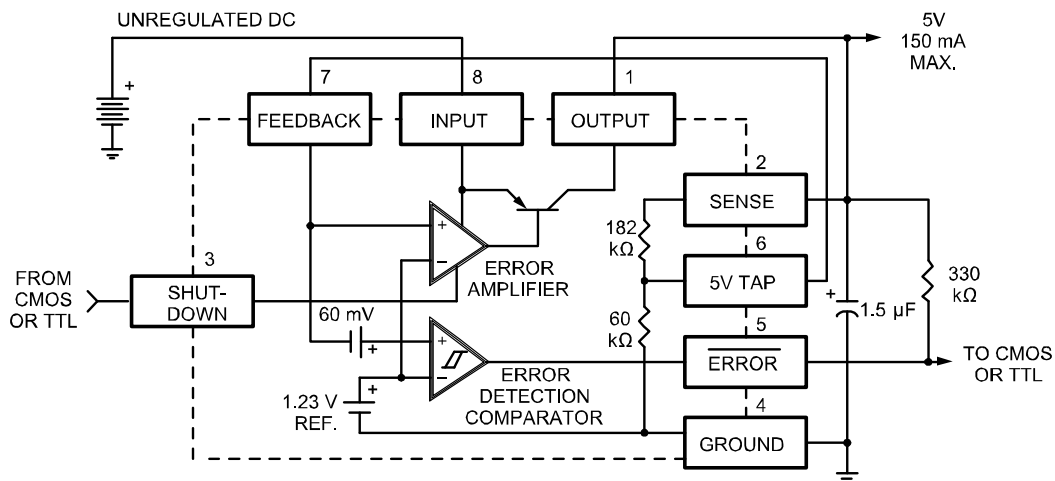 UNREGULATED DC
5V
150 mA
MAX.
7
8
1
+
FEEDBACK
INPUT
OUTPUT
2
SENSE
182
kΩ
+
−
6
5V TAP
3
FROM
CMOS
OR TTL
SHUT-
DOWN
ERROR
AMPLIFIER
60 mV
+
60
kΩ
+
1.5 µF
330
kΩ
5
ERROR
TO CMOS
OR TTL
+
−
ERROR
DETECTION
COMPARATOR
1.23 V
REF.
+
4
GROUND